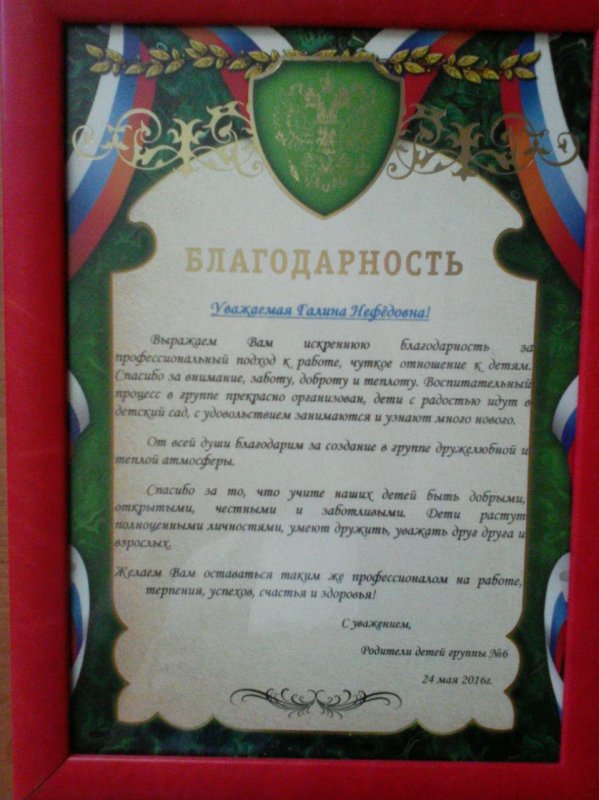 БЛАГОДАРНОСТЬ
Уважаемая Галина Нефёдовна!
Выражаем Вам искреннюю благодарность за
профессиональный подход к работе, чуткое отношение к детям.
Спасибо за внимание, заботу, доброту и теплоту. Воспитательный
процесс в группе прекрасно организован, дети с радостью идут в
детский сад, с удовольствием занимаются и узнают много нового.
От всей души благодарим за создание в группе дружелюбной и
теплой атмосферы.
Спасибо за то, что учите наших детей быть добрыми,
открытыми, честными и заботливыми. Дети растут
полноценными личностями, умеют дружить, уважать друг друга и
взрослых.
Желаем Вам оставаться таким же профессионалом на работе,
терпения, успехов, счастья и здоровья!
С уважением,
Родители детей группы №6
24 мая 2016г.